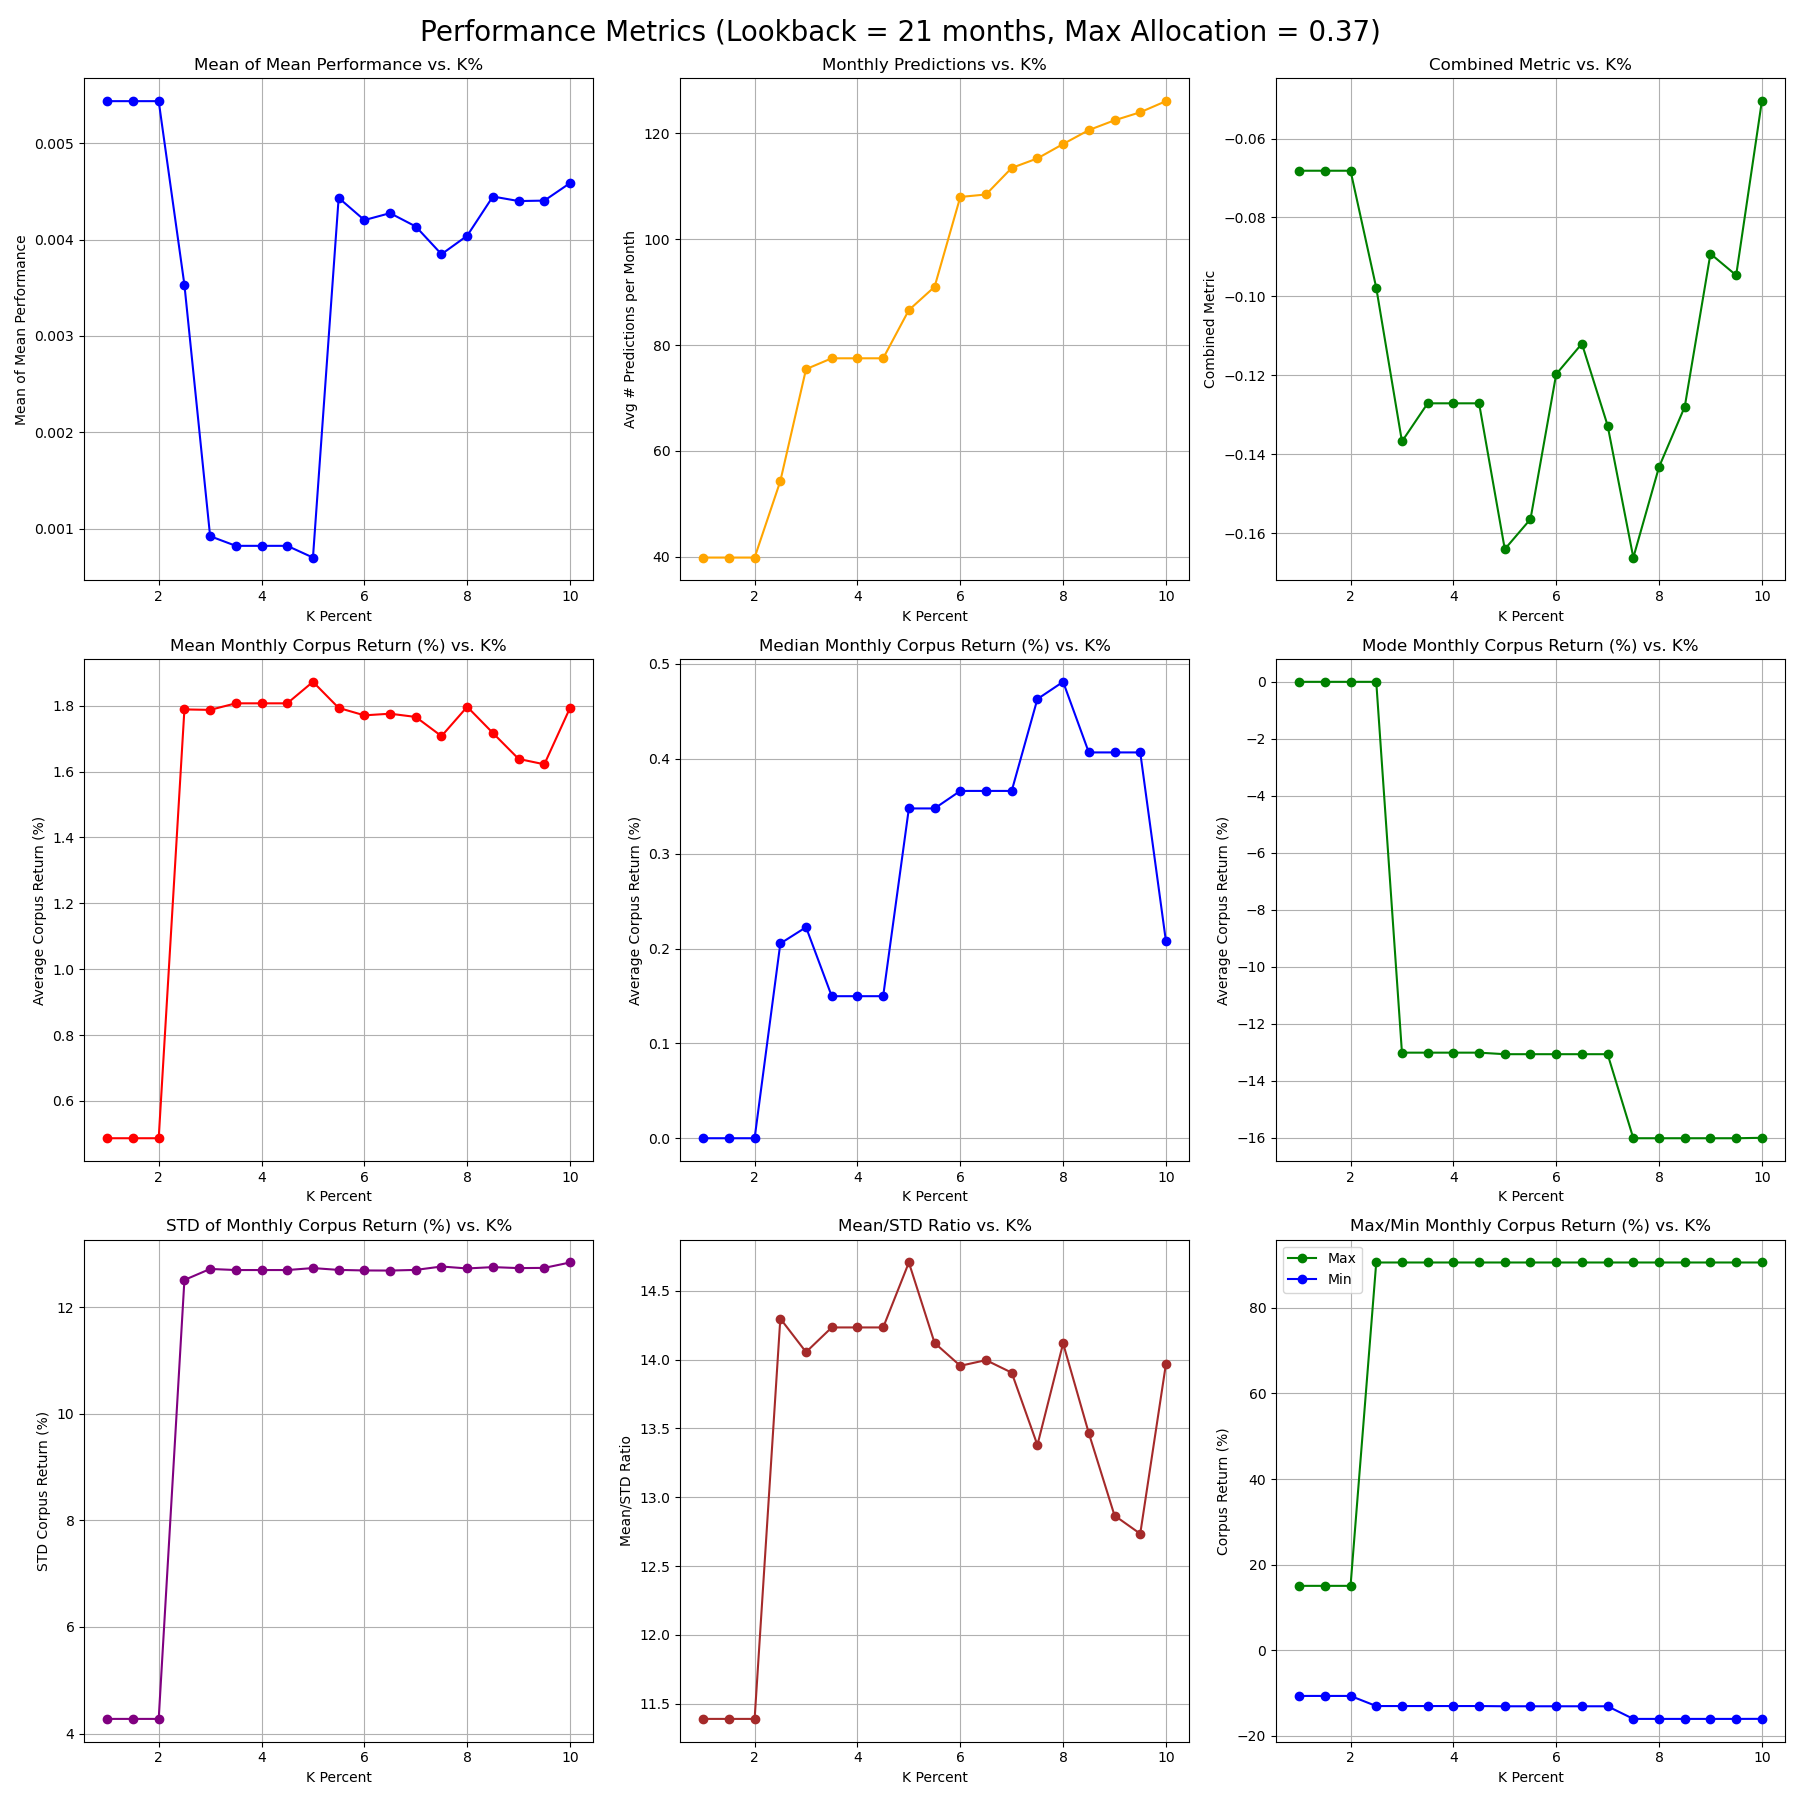 Performance Metrics (Lookback = 21 months, Max Allocation = 0.37)
Mean of Mean Performance vs. K%
Mean of Mean Performance
0.005
0.004
0.003
0.002
0.001
2 4 6 8 10
K Percent
Monthly Predictions vs. K%
Avg # Predictions per Month
120
100
80
60
40
2 4 6 8 10
K Percent
Combined Metric vs. K%
Combined Metric
−0.06
−0.08
−0.10
−0.12
−0.14
−0.16
2 4 6 8 10
K Percent
Mean Monthly Corpus Return (%) vs. K%
Average Corpus Return (%)
1.8
1.6
1.4
1.2
1.0
0.8
0.6
2 4 6 8 10
K Percent
Median Monthly Corpus Return (%) vs. K%
Average Corpus Return (%)
0.5
0.4
0.3
0.2
0.1
0.0
2 4 6 8 10
K Percent
Mode Monthly Corpus Return (%) vs. K%
Average Corpus Return (%)
0
−2
−4
−6
−8
−10
−12
−14
−16
2 4 6 8 10
K Percent
STD of Monthly Corpus Return (%) vs. K%
STD Corpus Return (%)
12
10
8
6
4
2 4 6 8 10
K Percent
Mean/STD Ratio vs. K%
Mean/STD Ratio
14.5
14.0
13.5
13.0
12.5
12.0
11.5
2 4 6 8 10
K Percent
Max/Min Monthly Corpus Return (%) vs. K%
Corpus Return (%)
Max
Min
80
60
40
20
0
−20
2 4 6 8 10
K Percent